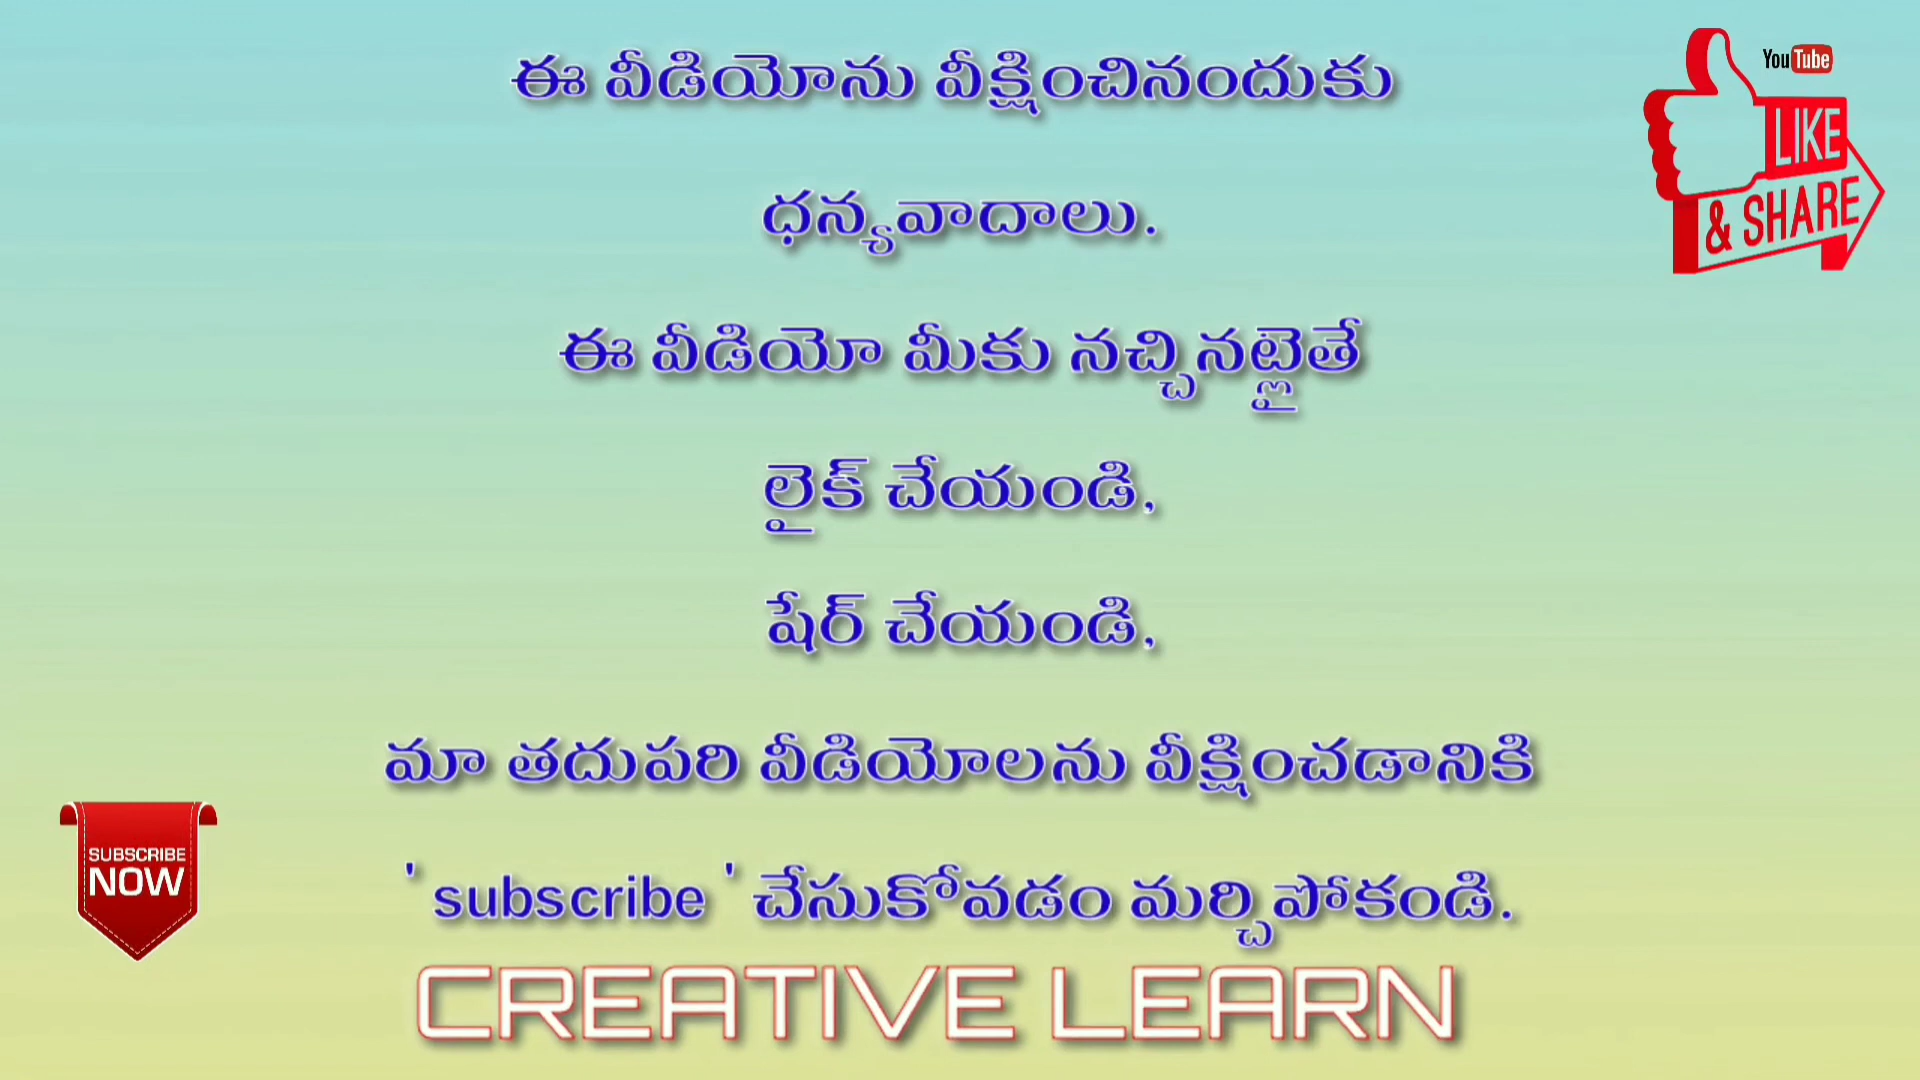 ఈ వీడియోను వీక్షించినందుకు
ధన్యవాదాలు.
ఈ వీడియో మీకు నచ్చినట్లైతే
లైక్ చేయండి,
షేర్ చేయండి,
మా తదుపరి వీడియోలను వీక్షించడానికి
' subscribe ' చేసుకోవడం మర్చిపోకండి.
CREATIVE LEARN
YouTube
LIKE
& SHARE
SUBSCRIBE
NOW